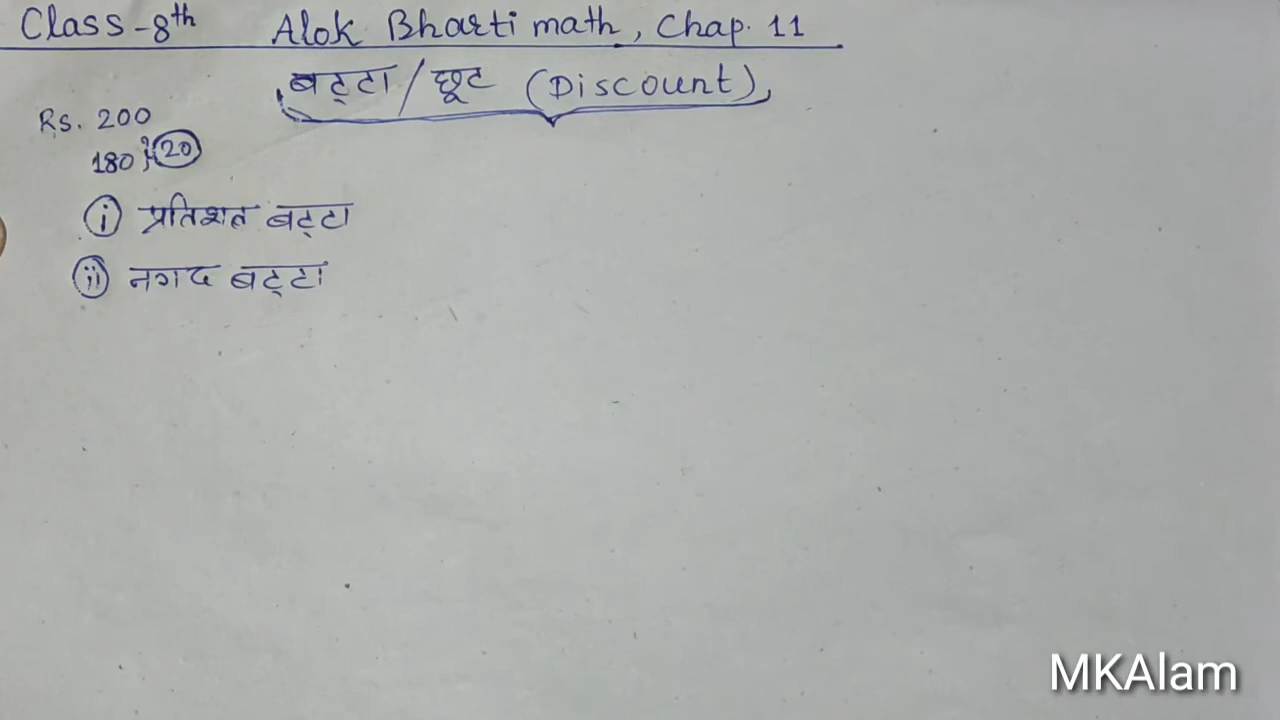 Class-8th Alok Bharti math, Chap. 11
बट्टा/छूट (Discount)
Rs. 200
180 } 20
(i) प्रतिशत बट्टा
(ii) नगद बट्टा
MKAlam